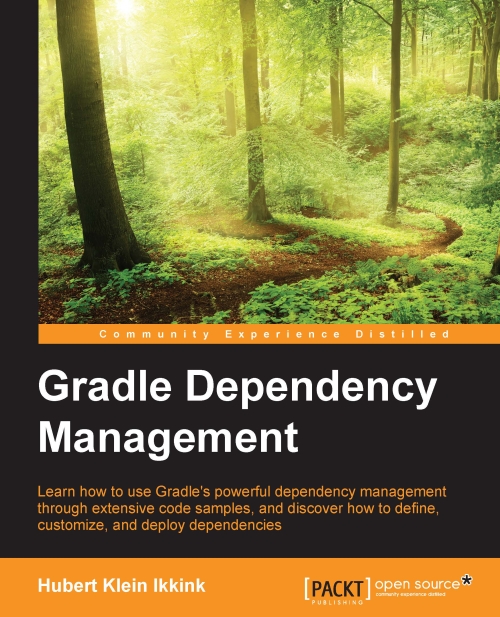 Community Experience Distilled
Gradle Dependency
Management
Learn how to use Gradle's powerful dependency management
through extensive code samples, and discover how to define,
customize, and deploy dependencies
Hubert Klein Ikkink
[PACKT]
PUBLISHING
open source*
community experience distilled